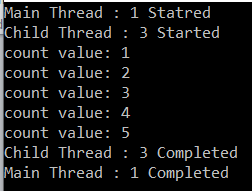 Main Thread : 1 Statred
Child Thread : 3 Started
count value: 1
count value: 2
count value: 3
count value: 4
count value: 5
Child Thread : 3 Completed
Main Thread : 1 Completed